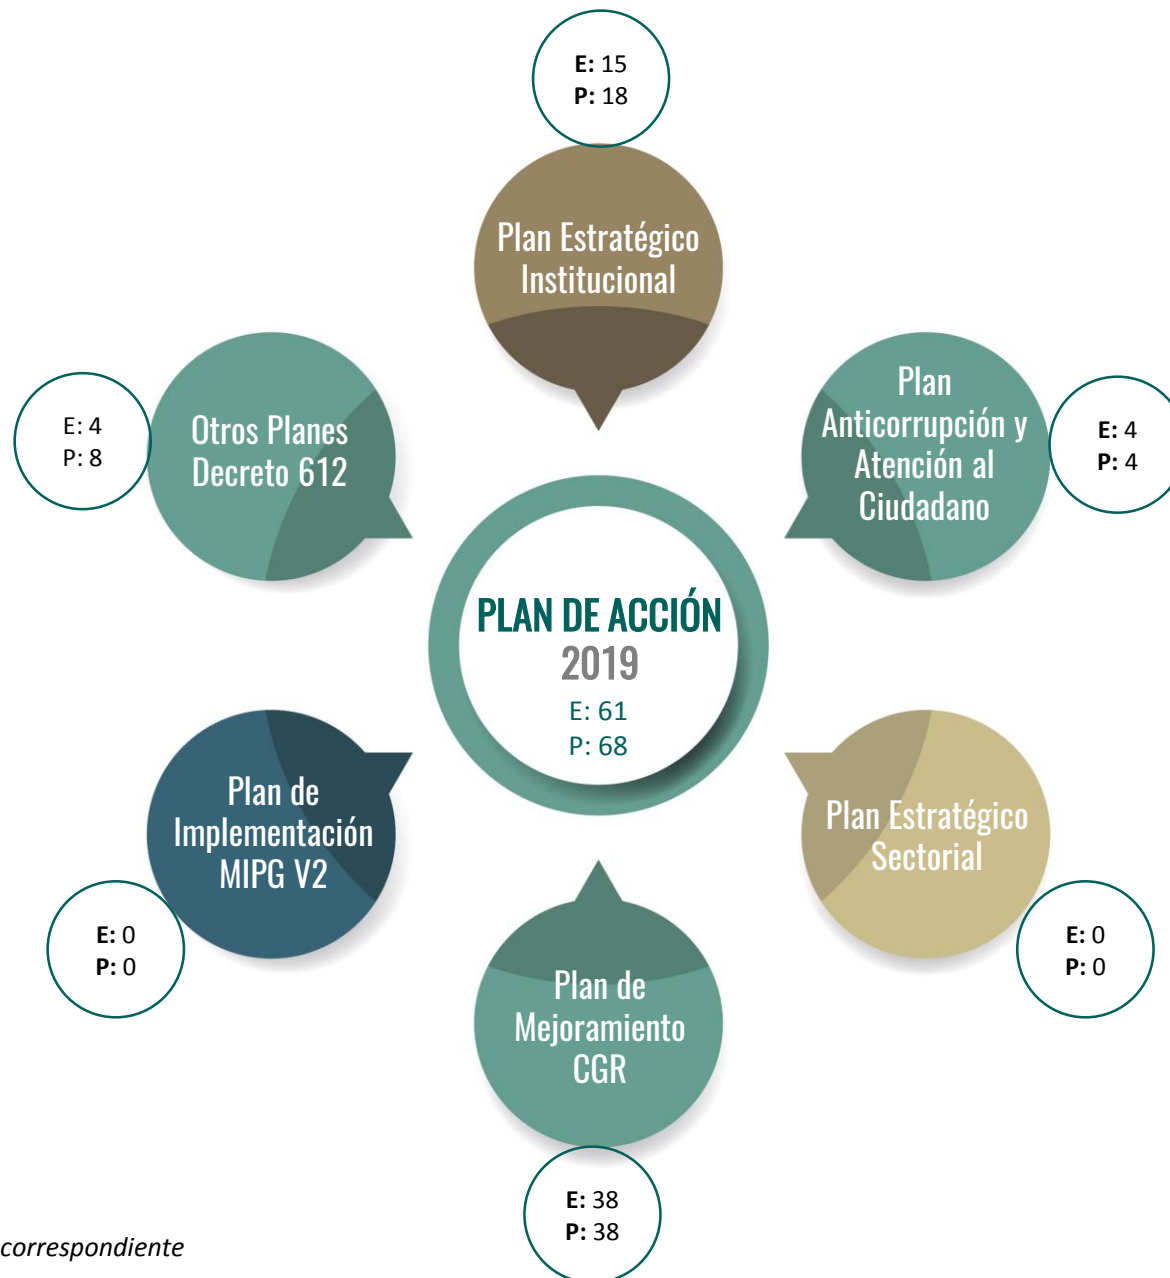 E: 15
P: 18
Plan Estratégico
Institucional
Otros Planes
Decreto 612
E: 4
P: 8
Plan
Anticorrupción y
Atención al
Ciudadano
E: 4
P: 4
PLAN DE ACCIÓN
2019
E: 61
P: 68
Plan de
Implementación
MIPG V2
E: 0
P: 0
Plan Estratégico
Sectorial
E: 0
P: 0
Plan de
Mejoramiento
CGR
E: 38
P: 38
correspondiente